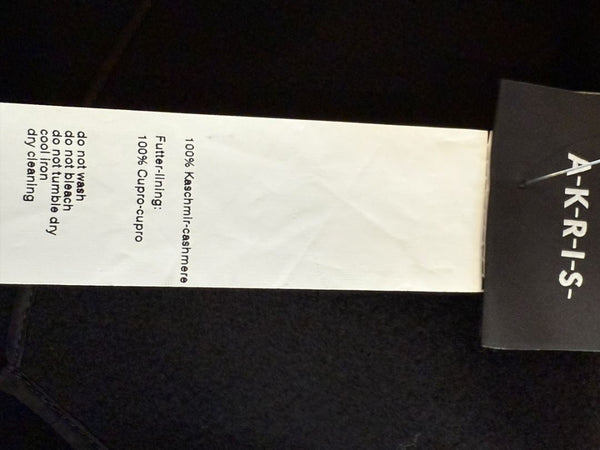 A-K-R-I-S-
100% Kaschmir-cashmere
Futter-lining:
100% Cupro-cupro
do not wash
do not bleach
do not tumble dry
cool iron
dry cleaning